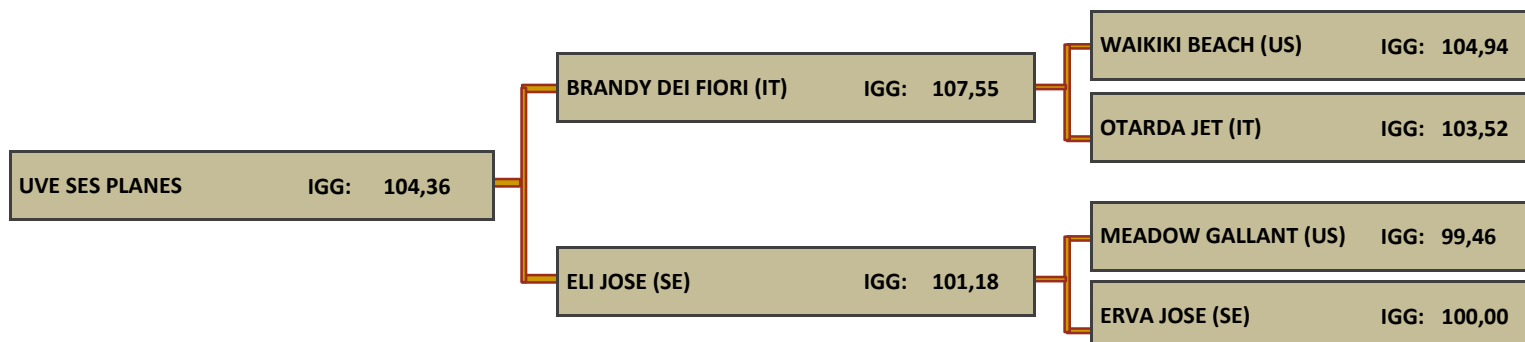 WAIKIKI BEACH (US) IGG: 104,94
BRANDY DEI FIORI (IT) IGG: 107,55
OTARDA JET (IT) IGG: 103,52
UVE SES PLANES IGG: 104,36
MEADOW GALLANT (US) IGG: 99,46
ELI JOSE (SE) IGG: 101,18
ERVA JOSE (SE) IGG: 100,00